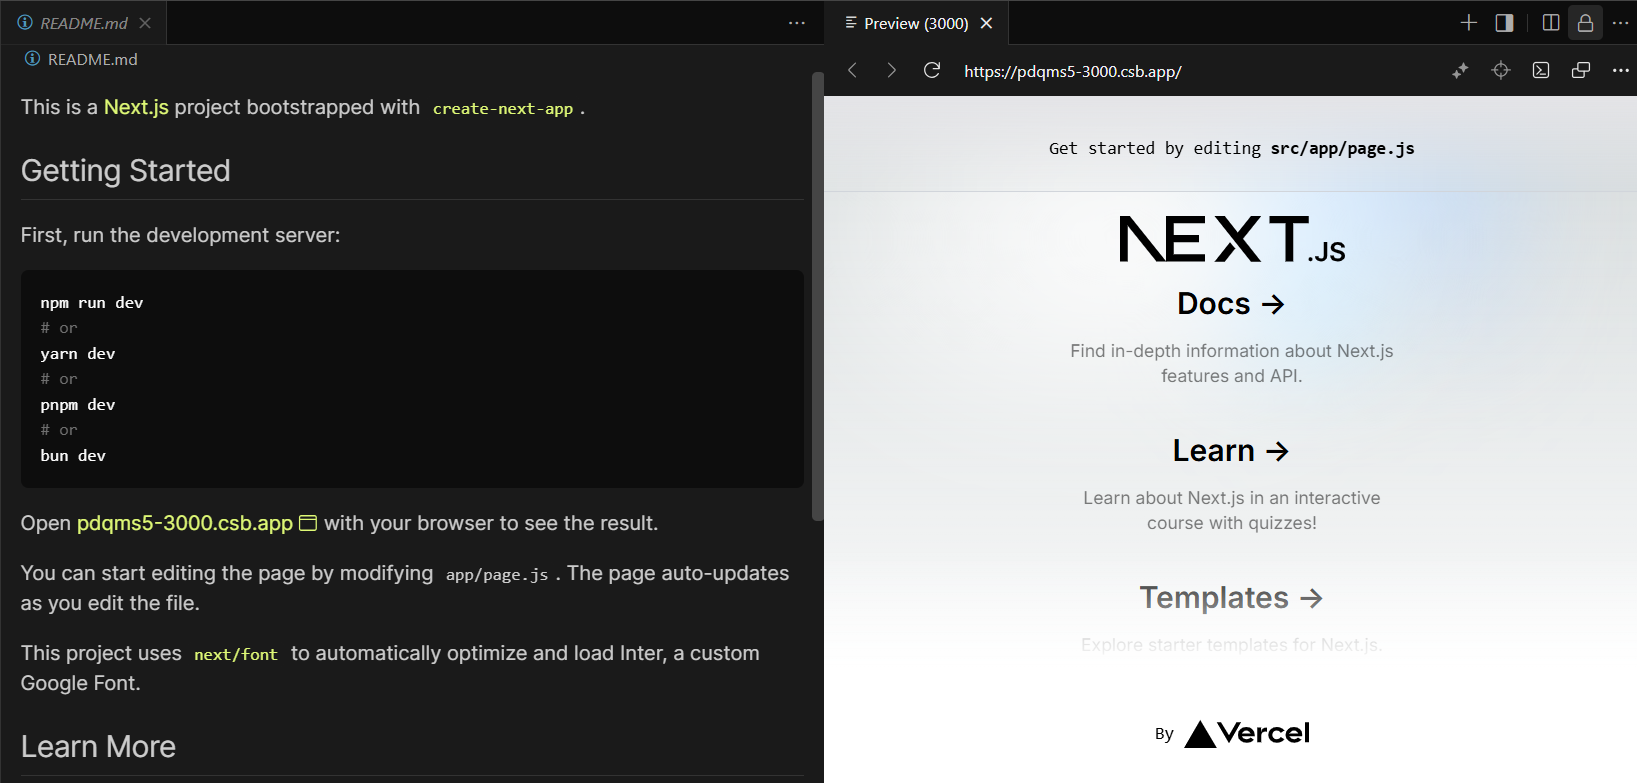 README.md
README.md
This is a Next.js project bootstrapped with create-next-app .
Getting Started
First, run the development server:
npm run dev
# or
yarn dev
# or
pnpm dev
# or
bun dev
Open pdqms5-3000.csb.app with your browser to see the result.
You can start editing the page by modifying app/page.js . The page auto-updates
as you edit the file.
This project uses next/font to automatically optimize and load Inter, a custom
Google Font.
Learn More
Preview (3000)
https://pdqms5-3000.csb.app/
Get started by editing src/app/page.js
NEXT.JS
Docs →
Find in-depth information about Next.js
features and API.
Learn →
Learn about Next.js in an interactive
course with quizzes!
Templates →
Explore starter templates for Next.js.
By Vercel